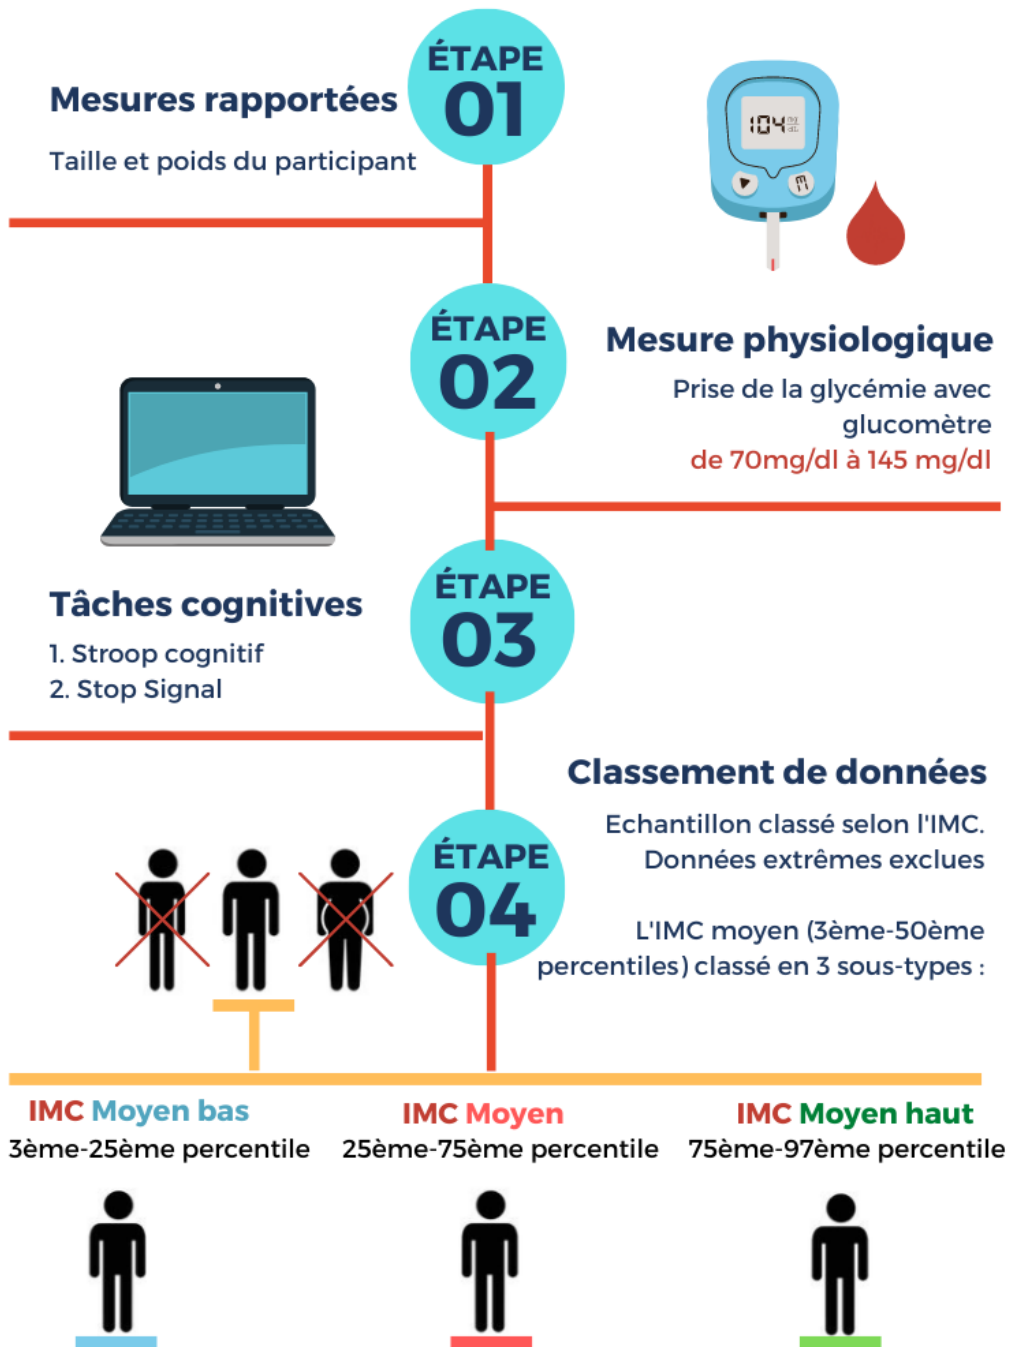 ÉTAPE
01
Mesures rapportées
Taille et poids du participant
104 mg/dL
ÉTAPE
02
Mesure physiologique
Prise de la glycémie avec
glucomètre
de 70mg/dl à 145 mg/dl
ÉTAPE
03
Tâches cognitives
1. Stroop cognitif
2. Stop Signal
ÉTAPE
04
Classement de données
Echantillon classé selon l'IMC.
Données extrêmes exclues
L'IMC moyen (3ème-50ème
percentiles) classé en 3 sous-types :
IMC Moyen bas
3ème-25ème percentile
IMC Moyen
25ème-75ème percentile
IMC Moyen haut
75ème-97ème percentile